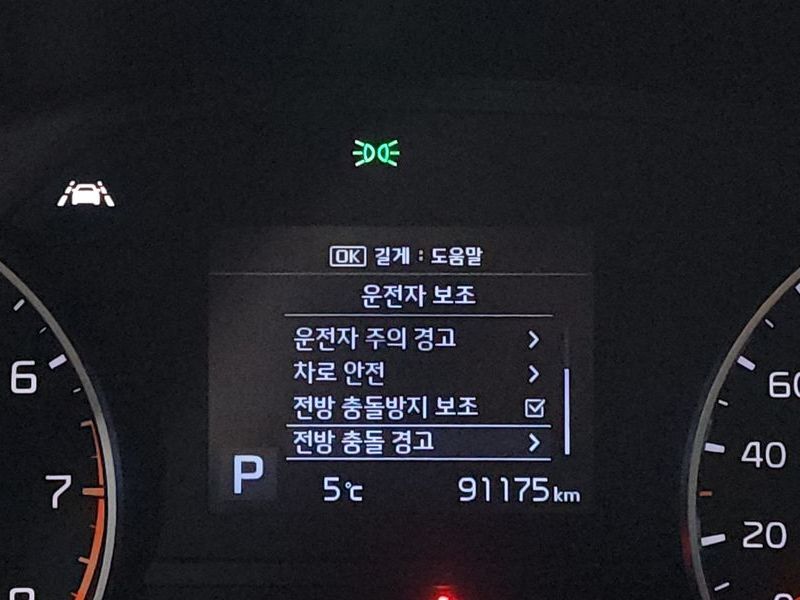 OK 길게 : 도움말
운전자 보조
운전자 주의 경고
차로 안전
전방 충돌방지 보조
전방 충돌 경고
P 5℃ 91175 km
6
7
60
40
20